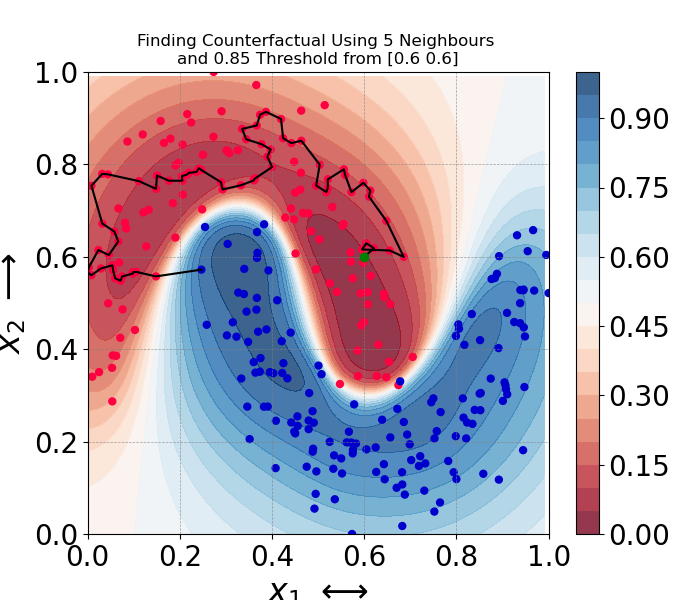 Finding Counterfactual Using 5 Neighbours
and 0.85 Threshold from [0.6 0.6]
1.0
0.8
0.6
0.4
0.2
0.0
x2 ⟷
0.0 0.2 0.4 0.6 0.8 1.0
x1 ⟷
0.90
0.75
0.60
0.45
0.30
0.15
0.00